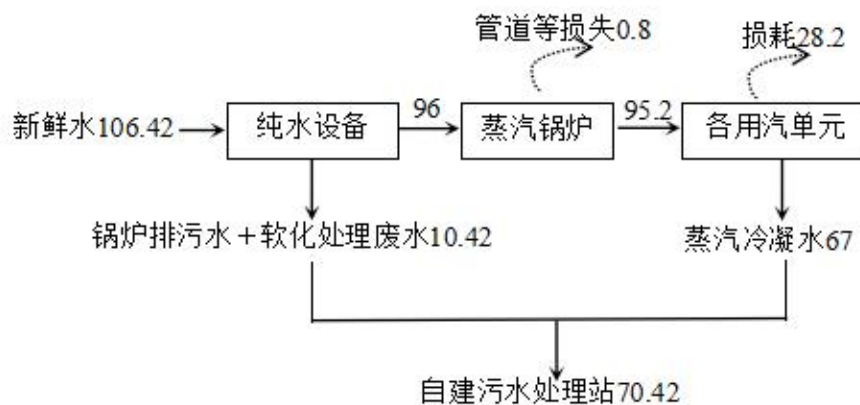 管道等损失0.8
损耗28.2
新鲜水106.42
纯水设备
96
蒸汽锅炉
95.2
各用汽单元
锅炉排污水＋软化处理废水10.42
蒸汽冷凝水67
自建污水处理站70.42